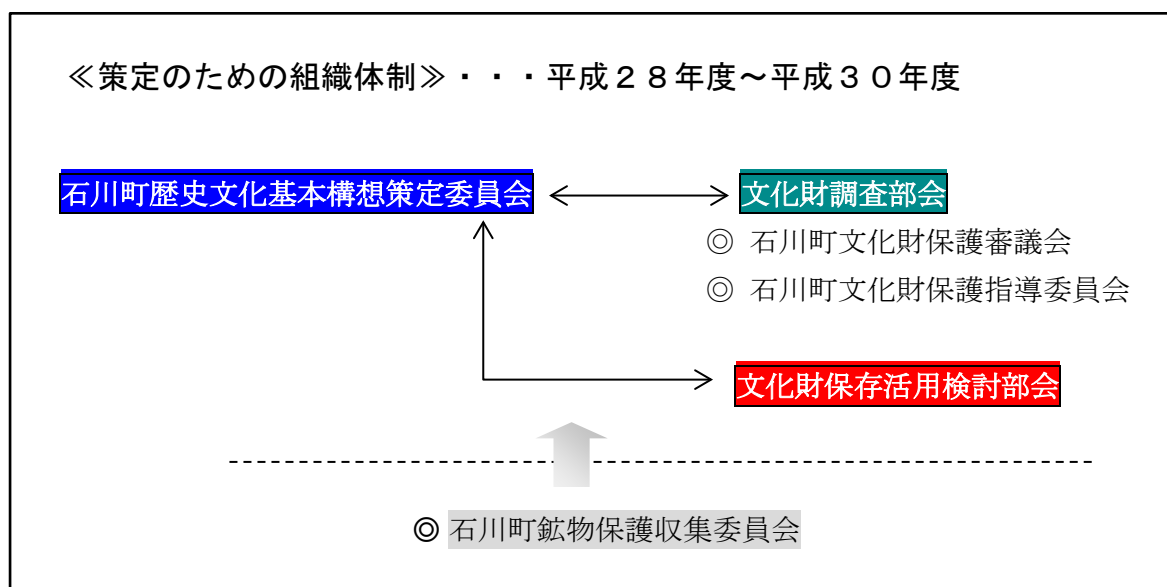 ≪策定のための組織体制≫・・・平成２８年度～平成３０年度
石川町歴史文化基本構想策定委員会
文化財調査部会
◎ 石川町文化財保護審議会
◎ 石川町文化財保護指導委員会
文化財保存活用検討部会
◎ 石川町鉱物保護収集委員会